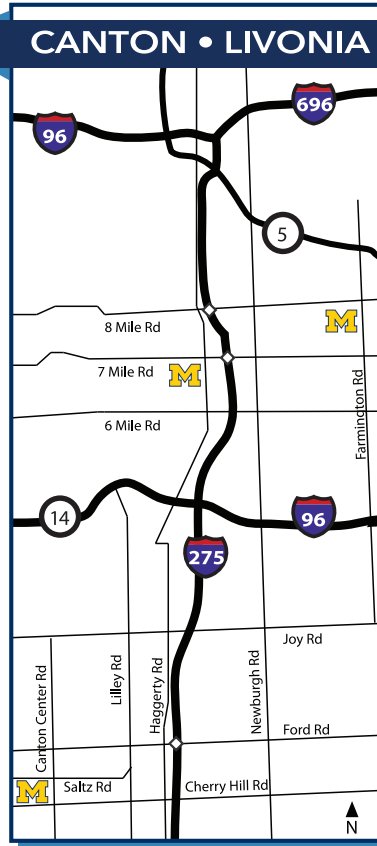 CANTON • LIVONIA
696
96
5
8 Mile Rd
M
7 Mile Rd
M
Farmington Rd
6 Mile Rd
14
96
275
Joy Rd
Canton Center Rd
Lilley Rd
Haggerty Rd
Newburgh Rd
Ford Rd
M
Saltz Rd
Cherry Hill Rd
N